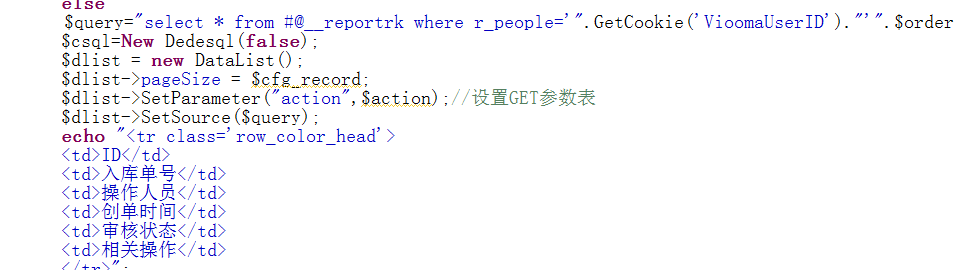 else
$query="select * from #@__reportrk where r_people='".GetCookie('VioomaUserID')."'".$order
$csql=New Dedesql(false);
$dlist = new DataList();
$dlist->pageSize = $cfg_record;
$dlist->SetParameter("action",$action);//设置GET参数表
$dlist->SetSource($query);
echo "<tr class='row_color_head'>
<td>ID</td>
<td>入库单号</td>
<td>操作人员</td>
<td>创单时间</td>
<td>审核状态</td>
<td>相关操作</td>
</tr>";